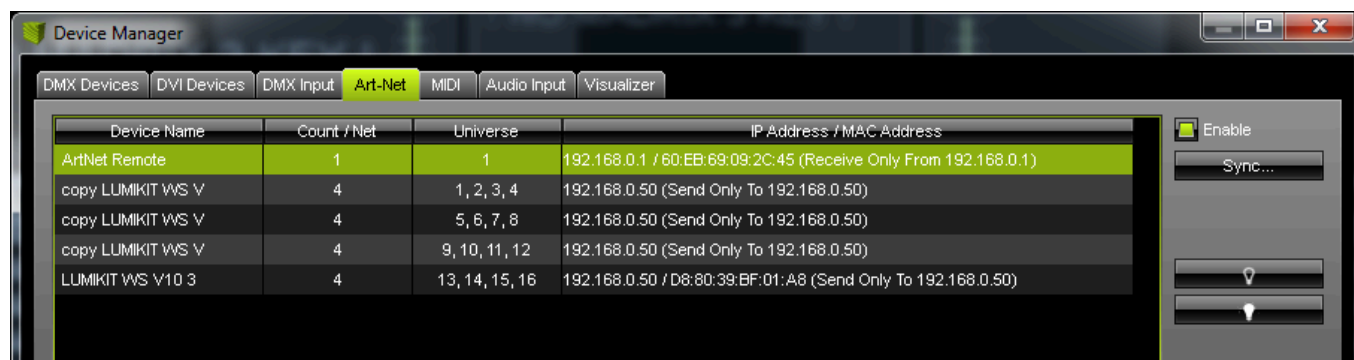 Device Manager
DMX Devices DVI Devices DMX Input Art-Net MIDI Audio Input Visualizer
Device Name Count / Net Universe IP Address / MAC Address
Enable
ArtNet Remote 1 1 192.168.0.1 / 60:EB:69:09:2C:45 (Receive Only From 192.168.0.1)
Sync...
copy LUMIKIT WS V 4 1, 2, 3, 4 192.168.0.50 (Send Only To 192.168.0.50)
copy LUMIKIT WS V 4 5, 6, 7, 8 192.168.0.50 (Send Only To 192.168.0.50)
copy LUMIKIT WS V 4 9, 10, 11, 12 192.168.0.50 (Send Only To 192.168.0.50)
LUMIKIT WS V10 3 4 13, 14, 15, 16 192.168.0.50 / D8:80:39:BF:01:A8 (Send Only To 192.168.0.50)